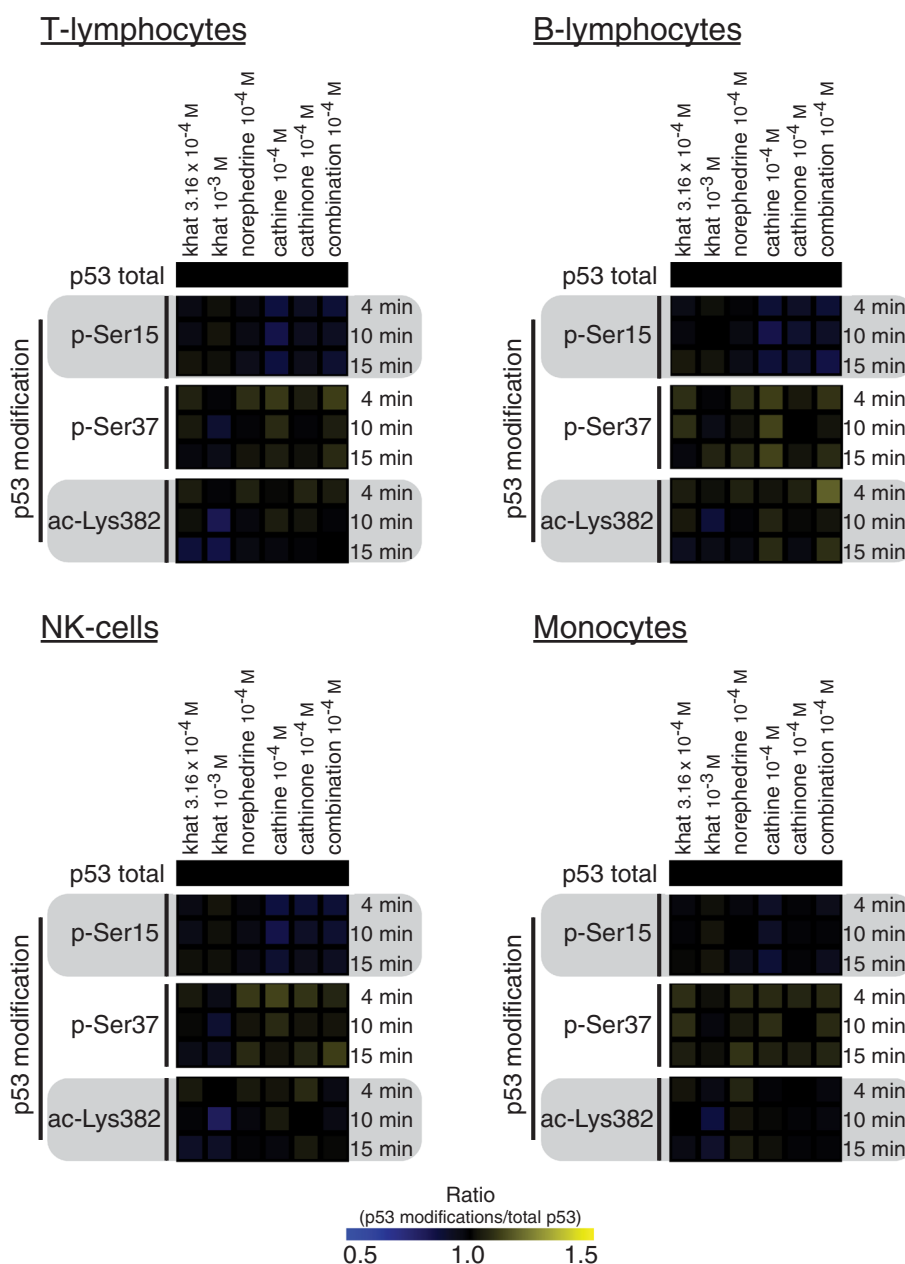 T-lymphocytes
khat 3.16 x 10⁻⁴ M
khat 10⁻³ M
norephedrine 10⁻⁴ M
cathine 10⁻⁴ M
cathinone 10⁻⁴ M
combination 10⁻⁴ M
p53 total
p53 modification
p-Ser15
4 min
10 min
15 min
p-Ser37
4 min
10 min
15 min
ac-Lys382
4 min
10 min
15 min
B-lymphocytes
khat 3.16 x 10⁻⁴ M
khat 10⁻³ M
norephedrine 10⁻⁴ M
cathine 10⁻⁴ M
cathinone 10⁻⁴ M
combination 10⁻⁴ M
p53 total
p53 modification
p-Ser15
4 min
10 min
15 min
p-Ser37
4 min
10 min
15 min
ac-Lys382
4 min
10 min
15 min
NK-cells
khat 3.16 x 10⁻⁴ M
khat 10⁻³ M
norephedrine 10⁻⁴ M
cathine 10⁻⁴ M
cathinone 10⁻⁴ M
combination 10⁻⁴ M
p53 total
p53 modification
p-Ser15
4 min
10 min
15 min
p-Ser37
4 min
10 min
15 min
ac-Lys382
4 min
10 min
15 min
Monocytes
khat 3.16 x 10⁻⁴ M
khat 10⁻³ M
norephedrine 10⁻⁴ M
cathine 10⁻⁴ M
cathinone 10⁻⁴ M
combination 10⁻⁴ M
p53 total
p53 modification
p-Ser15
4 min
10 min
15 min
p-Ser37
4 min
10 min
15 min
ac-Lys382
4 min
10 min
15 min
Ratio
(p53 modifications/total p53)
0.5 1.0 1.5